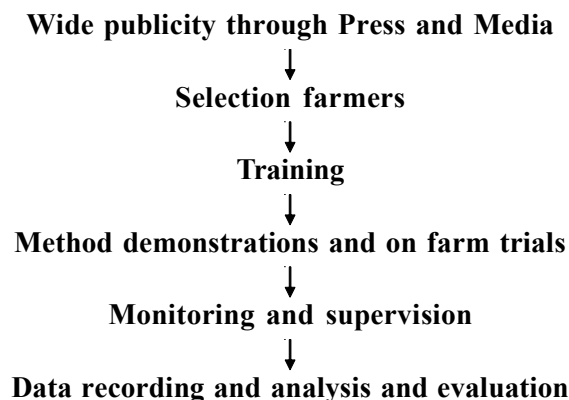 Wide publicity through Press and Media
Selection farmers
Training
Method demonstrations and on farm trials
Monitoring and supervision
Data recording and analysis and evaluation